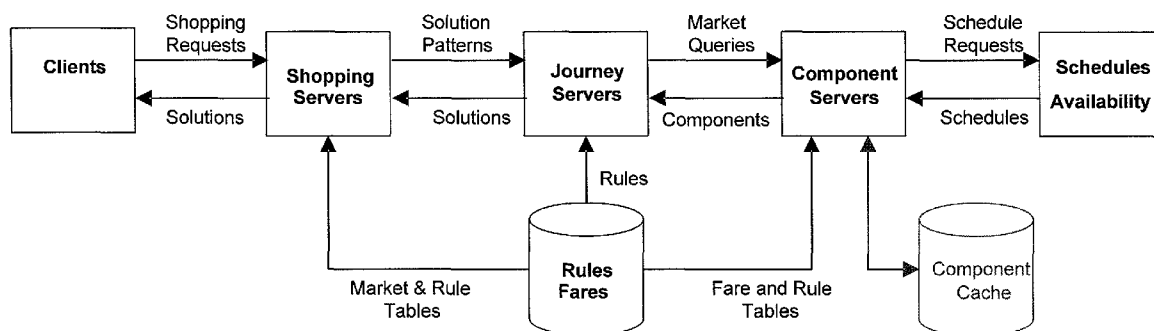 Shopping
Requests
Solution
Patterns
Market
Queries
Schedule
Requests
Clients
Shopping
Servers
Journey
Servers
Component
Servers
Schedules
Availability
Solutions
Solutions
Components
Schedules
Rules
Rules
Fares
Market & Rule
Tables
Fare and Rule
Tables
Component
Cache